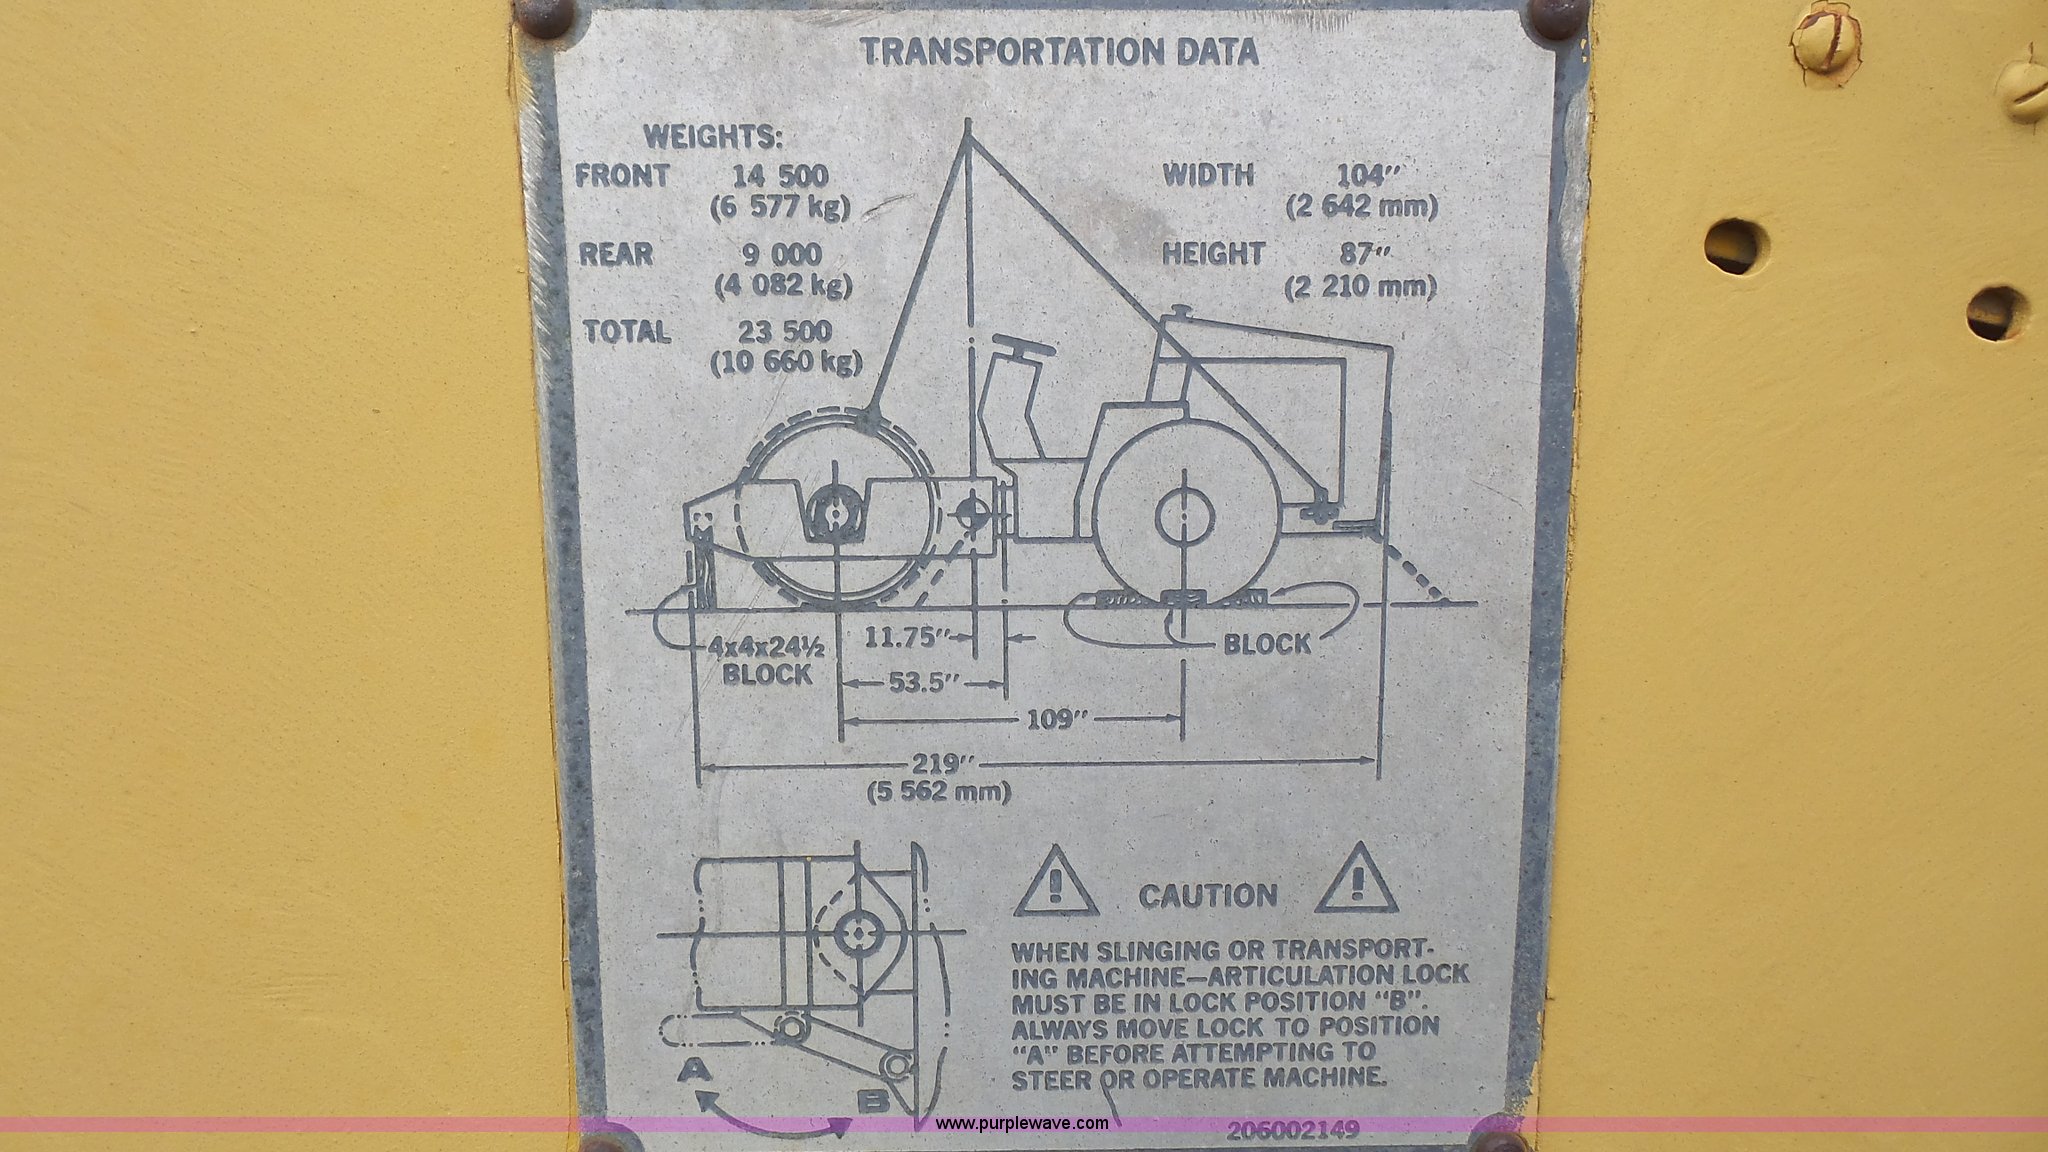 TRANSPORTATION DATA
WEIGHTS:
FRONT 14 500
(6 577 kg)
REAR 9 000
(4 082 kg)
TOTAL 23 500
(10 660 kg)
WIDTH 104"
(2 642 mm)
HEIGHT 87"
(2 210 mm)
4x4x24½
BLOCK
11.75"
BLOCK
53.5"
109"
219"
(5 562 mm)
A
B
CAUTION
WHEN SLINGING OR TRANSPORT-
ING MACHINE—ARTICULATION LOCK
MUST BE IN LOCK POSITION "B".
ALWAYS MOVE LOCK TO POSITION
"A" BEFORE ATTEMPTING TO
STEER OR OPERATE MACHINE.
206002149
www.purplewave.com